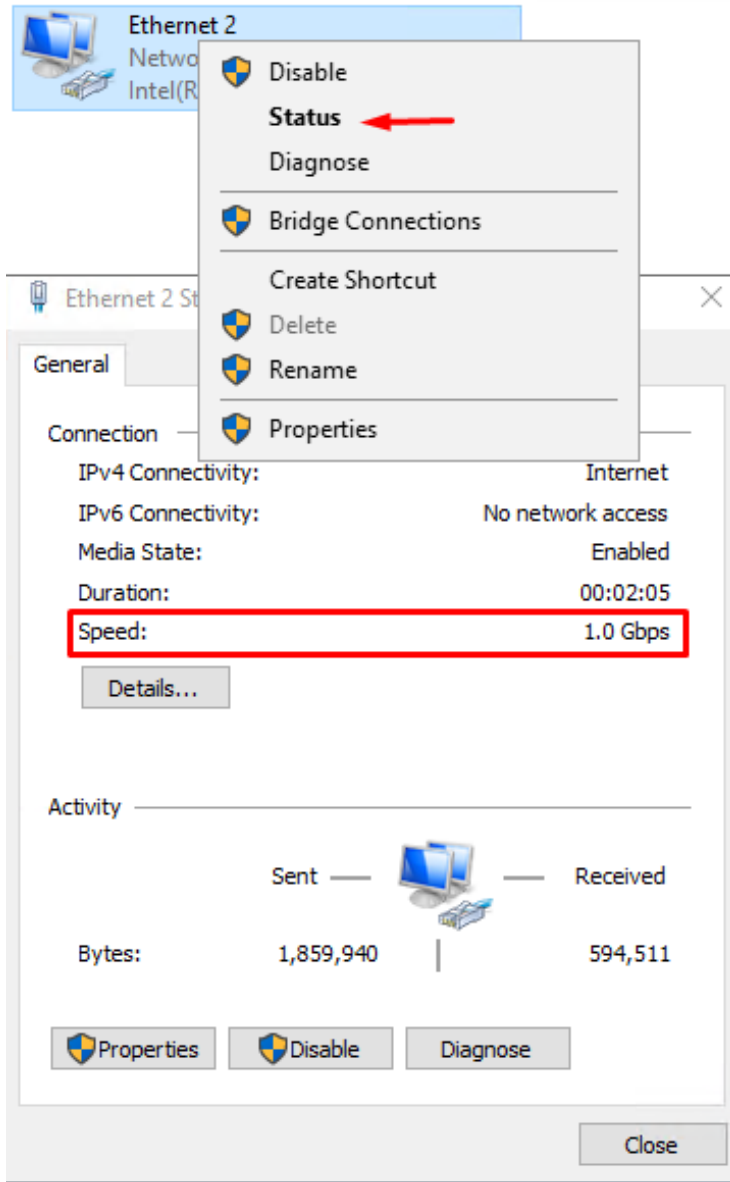 Ethernet 2
Netwo
Intel(R
Disable
Status
Diagnose
Bridge Connections
Create Shortcut
Delete
Rename
Properties
Ethernet 2 St
General
Connection
IPv4 Connectivity: Internet
IPv6 Connectivity: No network access
Media State: Enabled
Duration: 00:02:05
Speed: 1.0 Gbps
Details...
Activity
Sent Received
Bytes: 1,859,940 594,511
Properties Disable Diagnose
Close